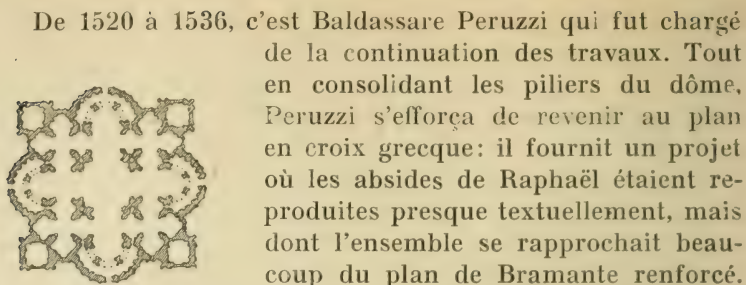 De 1520 à 1536, c'est Baldassare Peruzzi qui fut chargé
de la continuation des travaux. Tout
en consolidant les piliers du dôme,
Peruzzi s'efforça de revenir au plan
en croix grecque: il fournit un projet
où les absides de Raphaël étaient re-
produites presque textuellement, mais
dont l'ensemble se rapprochait beau-
coup du plan de Bramante renforcé.